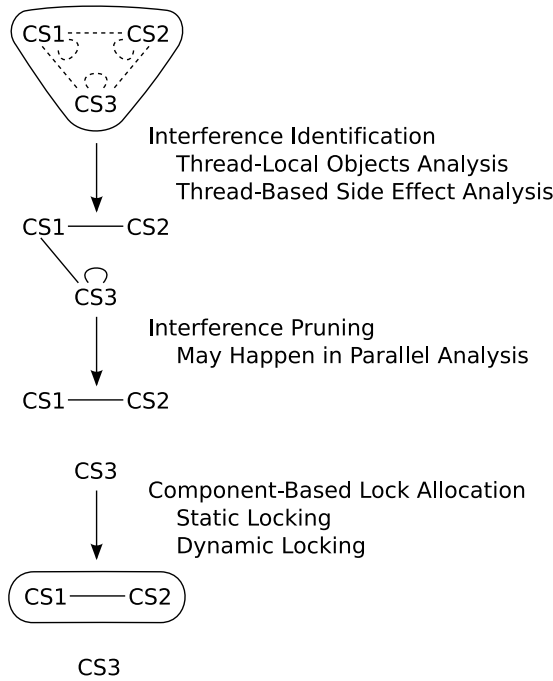 CS1 CS2
CS3
Interference Identification
Thread-Local Objects Analysis
Thread-Based Side Effect Analysis
CS1 CS2
CS3
Interference Pruning
May Happen in Parallel Analysis
CS1 CS2
CS3
Component-Based Lock Allocation
Static Locking
Dynamic Locking
CS1 CS2
CS3